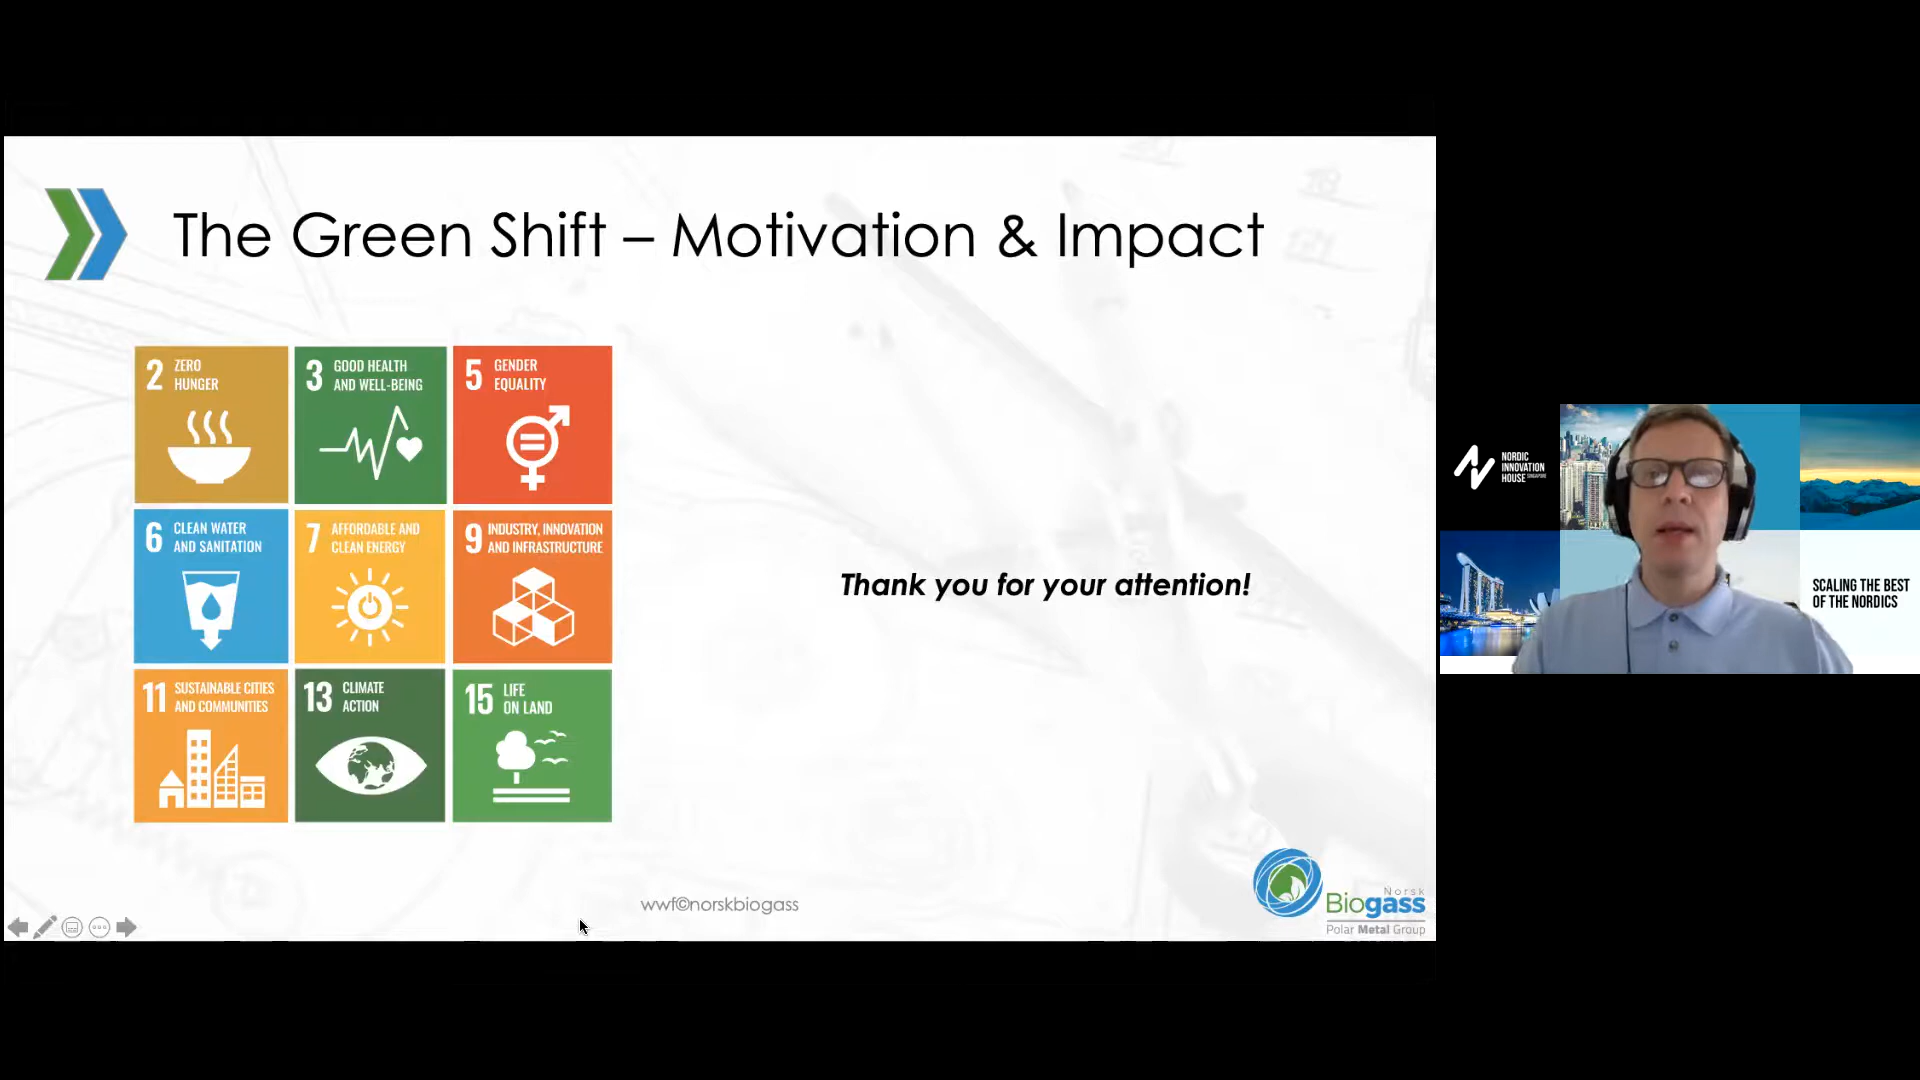 The Green Shift – Motivation & Impact
2 ZERO
HUNGER
3 GOOD HEALTH
AND WELL-BEING
5 GENDER
EQUALITY
6 CLEAN WATER
AND SANITATION
7 AFFORDABLE AND
CLEAN ENERGY
9 INDUSTRY, INNOVATION
AND INFRASTRUCTURE
11 SUSTAINABLE CITIES
AND COMMUNITIES
13 CLIMATE
ACTION
15 LIFE
ON LAND
Thank you for your attention!
wwf©norskbiogass
Norsk
Biogass
Polar Metal Group
NORDIC
INNOVATION
HOUSE SINGAPORE
SCALING THE BEST
OF THE NORDICS